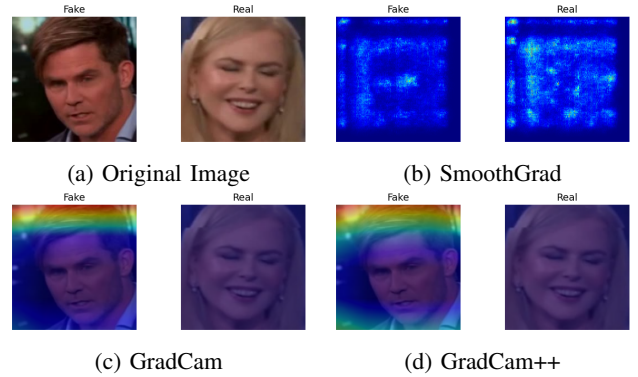 Fake Real Fake Real
(a) Original Image (b) SmoothGrad
Fake Real Fake Real
(c) GradCam (d) GradCam++